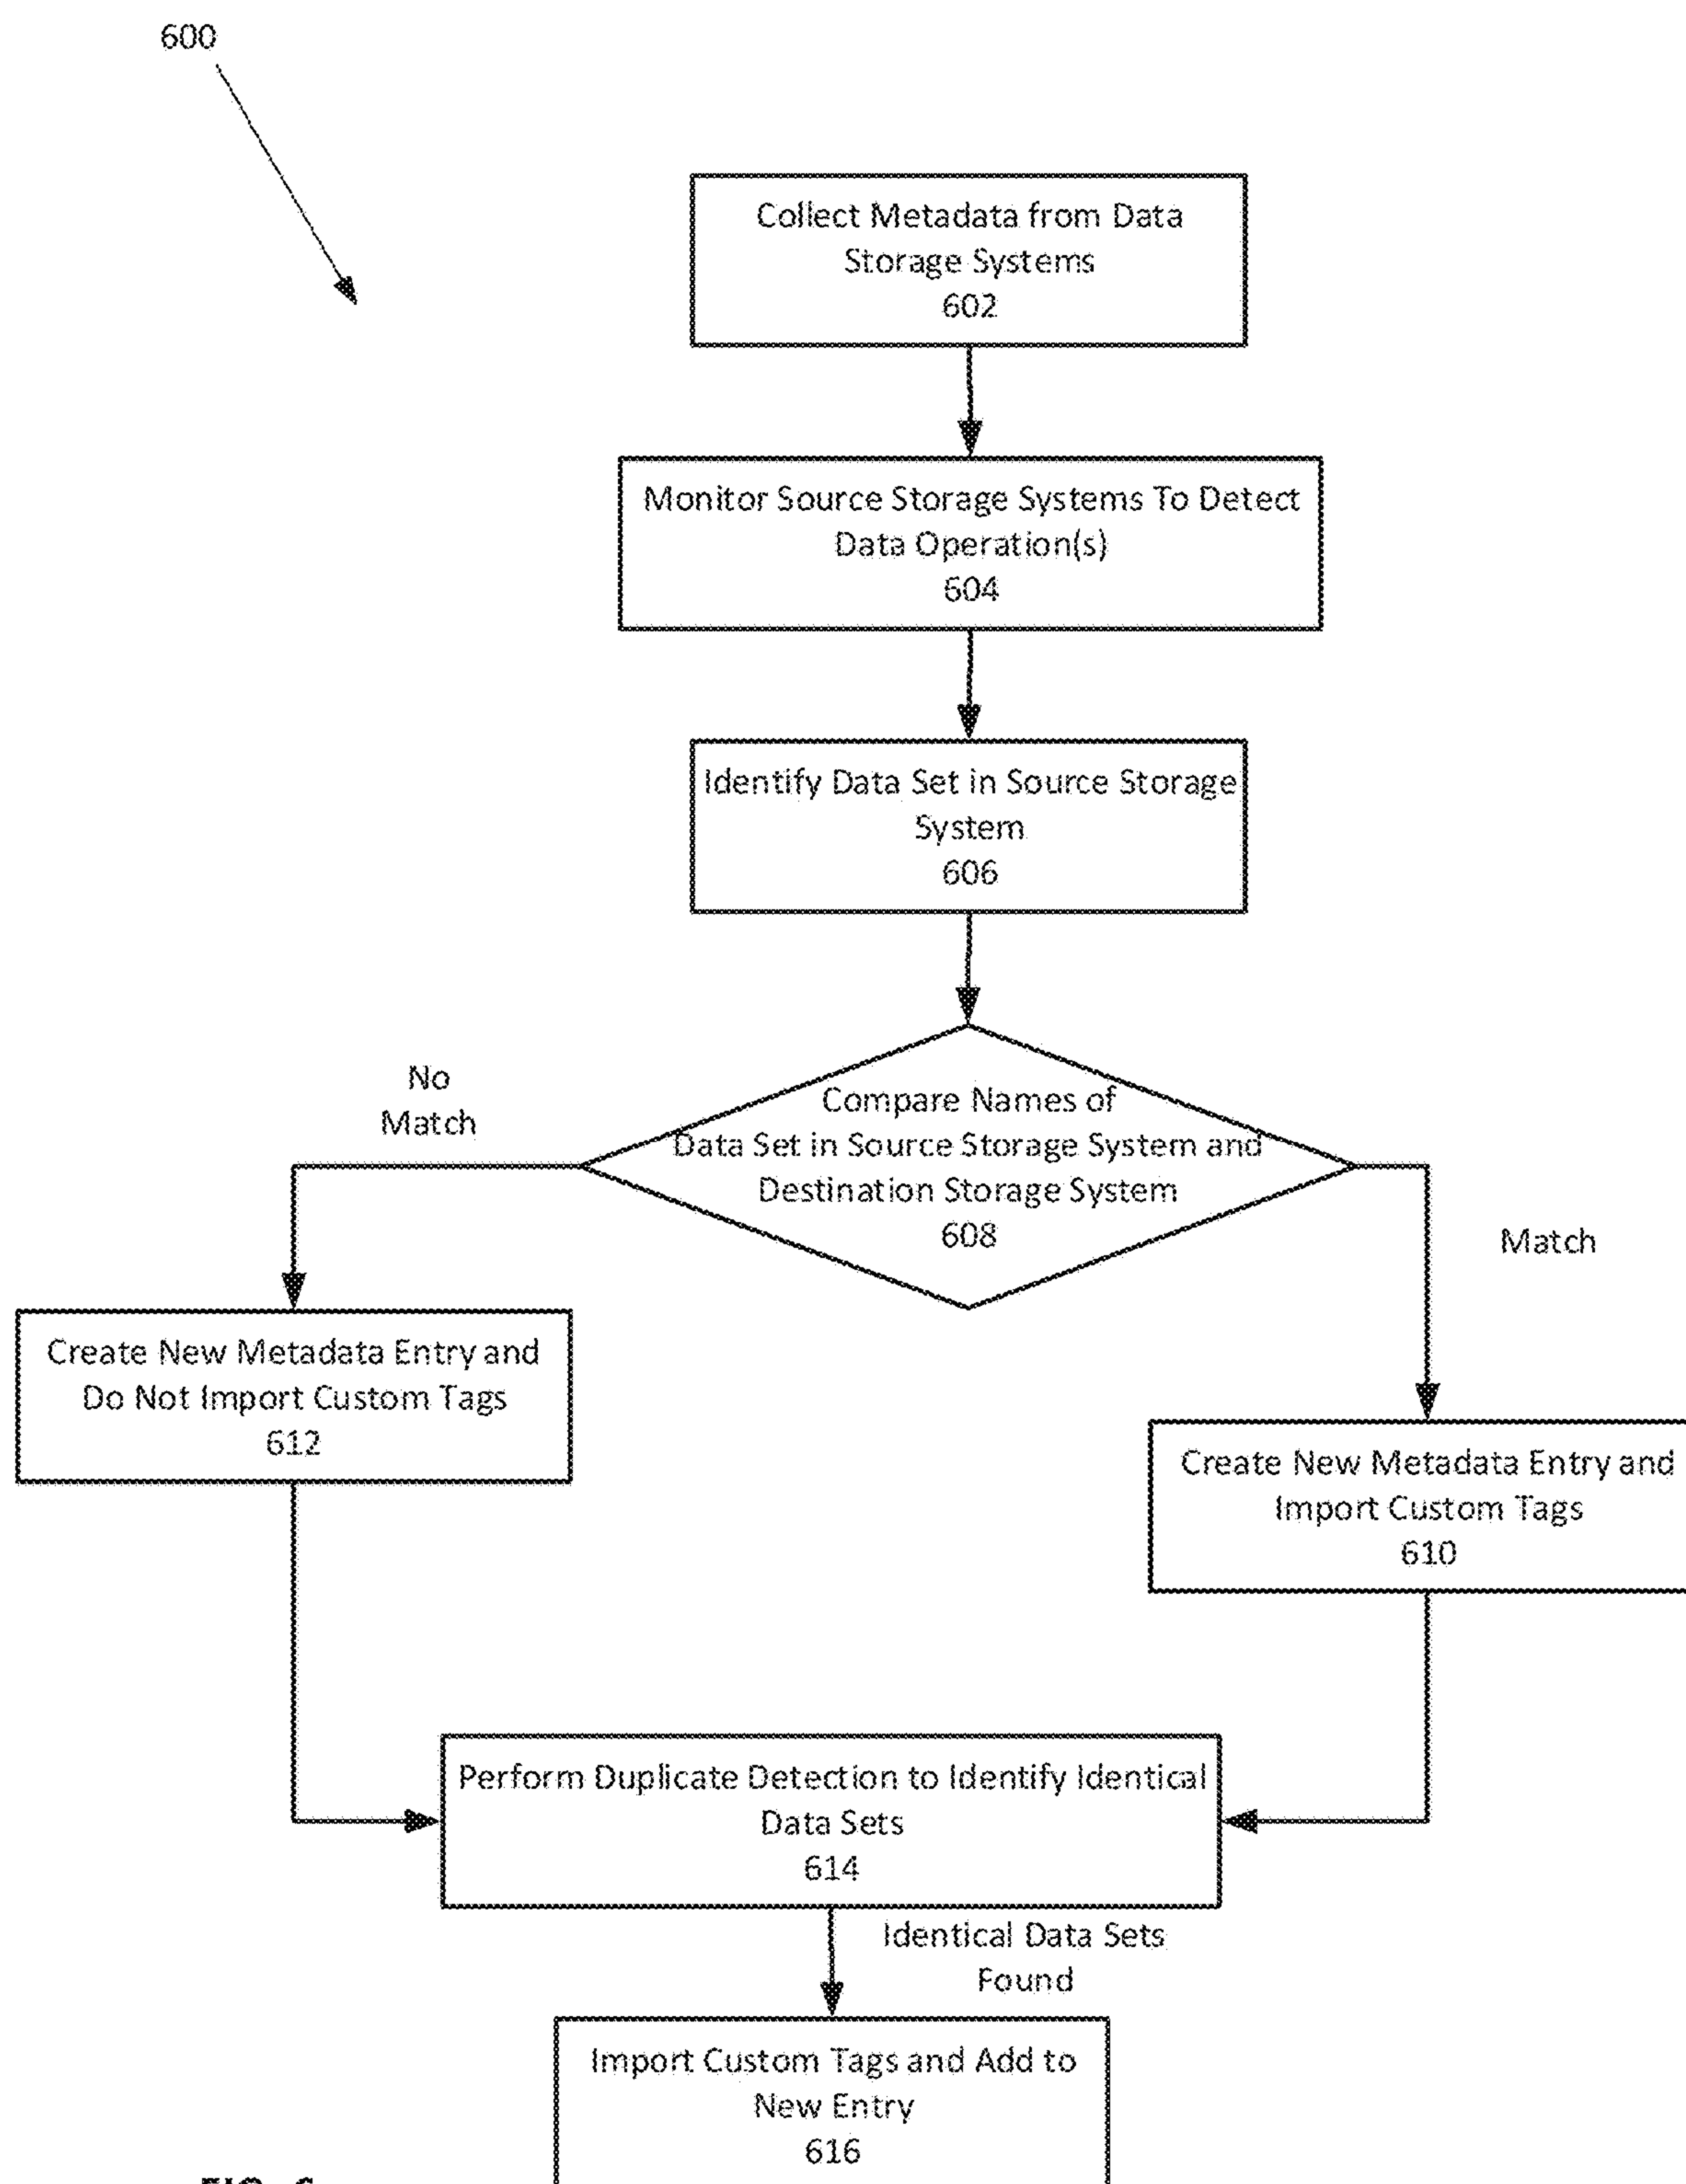 600
Collect Metadata from Data
Storage Systems
602
Monitor Source Storage Systems To Detect
Data Operation(s)
604
Identify Data Set in Source Storage
System
606
No
Match
Compare Names of
Data Set in Source Storage System and
Destination Storage System
608
Match
Create New Metadata Entry and
Do Not Import Custom Tags
612
Create New Metadata Entry and
Import Custom Tags
610
Perform Duplicate Detection to Identify Identical
Data Sets
614
Identical Data Sets
Found
Import Custom Tags and Add to
New Entry
616